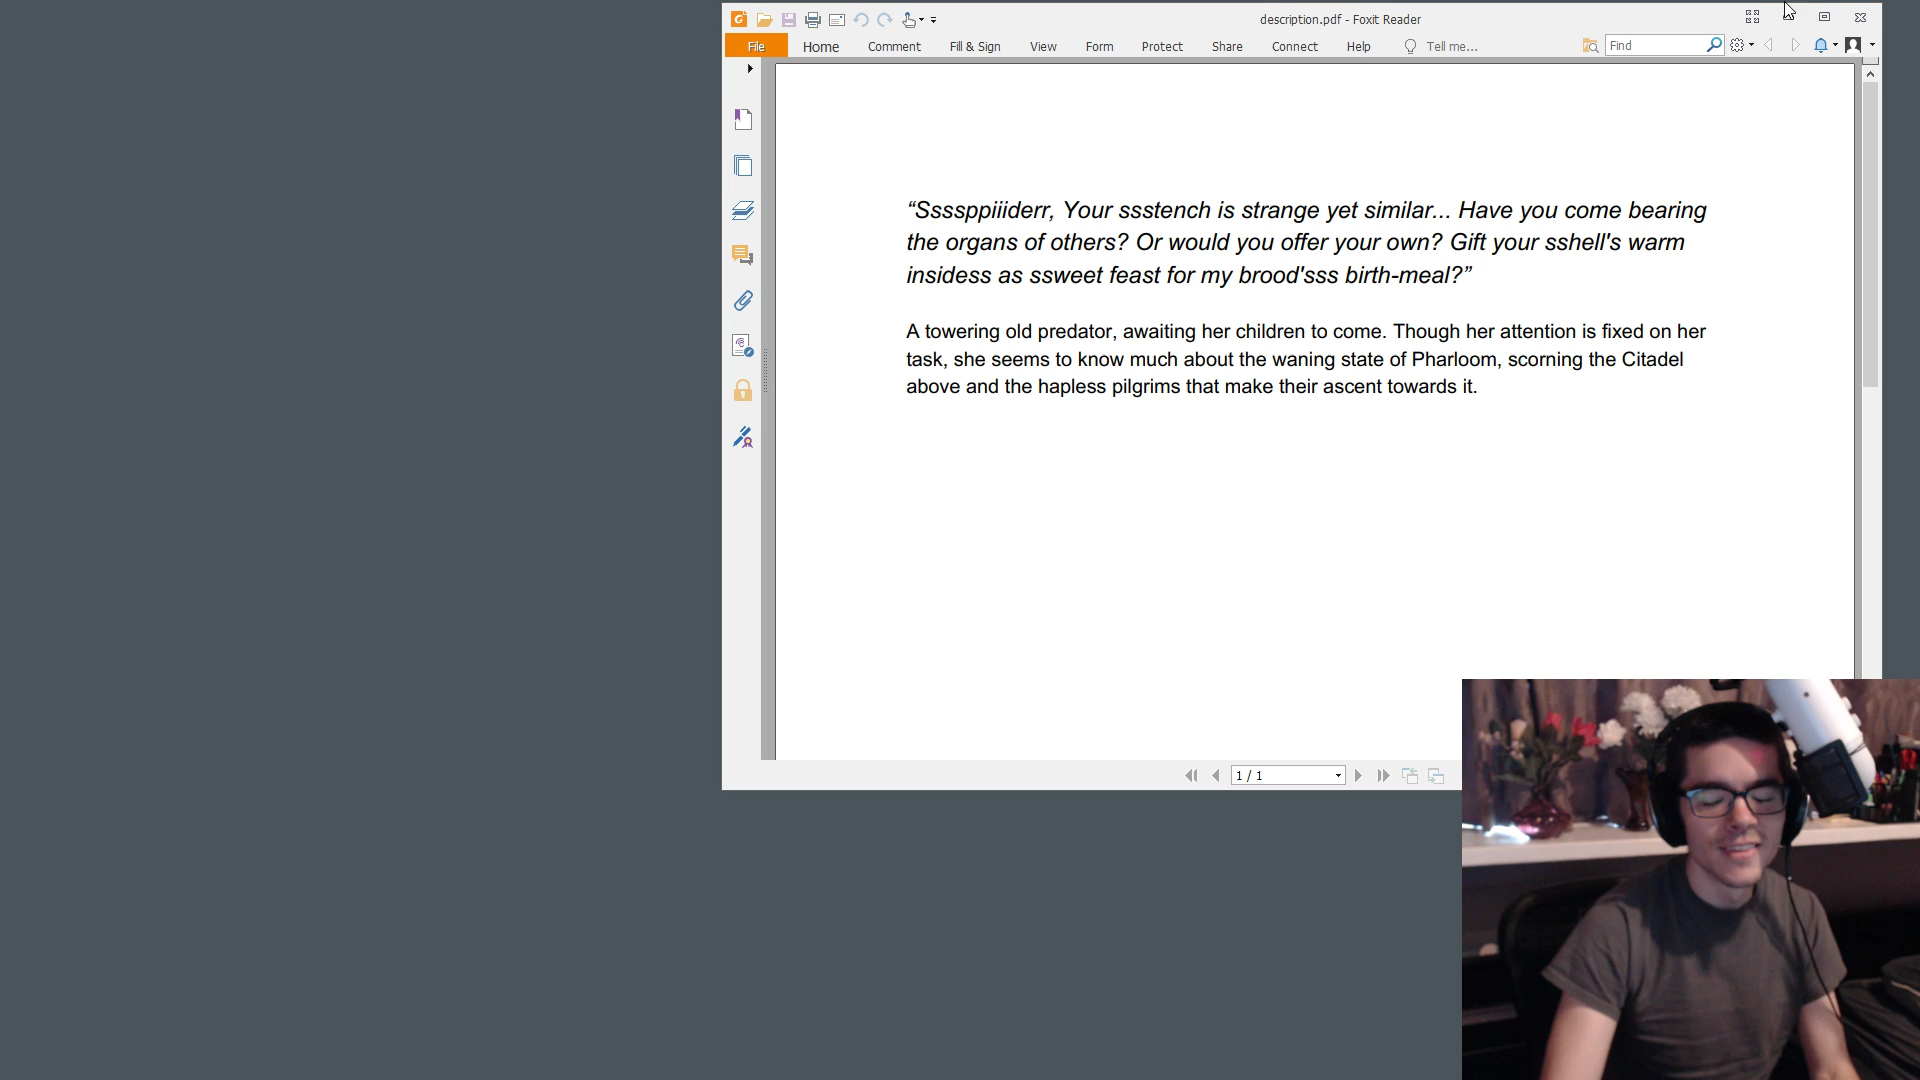 description.pdf - Foxit Reader
File Home Comment Fill & Sign View Form Protect Share Connect Help Tell me... Find
“Ssssppiiiderr, Your ssstench is strange yet similar... Have you come bearing
the organs of others? Or would you offer your own? Gift your sshell's warm
insidess as ssweet feast for my brood'sss birth-meal?”
A towering old predator, awaiting her children to come. Though her attention is fixed on her
task, she seems to know much about the waning state of Pharloom, scorning the Citadel
above and the hapless pilgrims that make their ascent towards it.
1 / 1